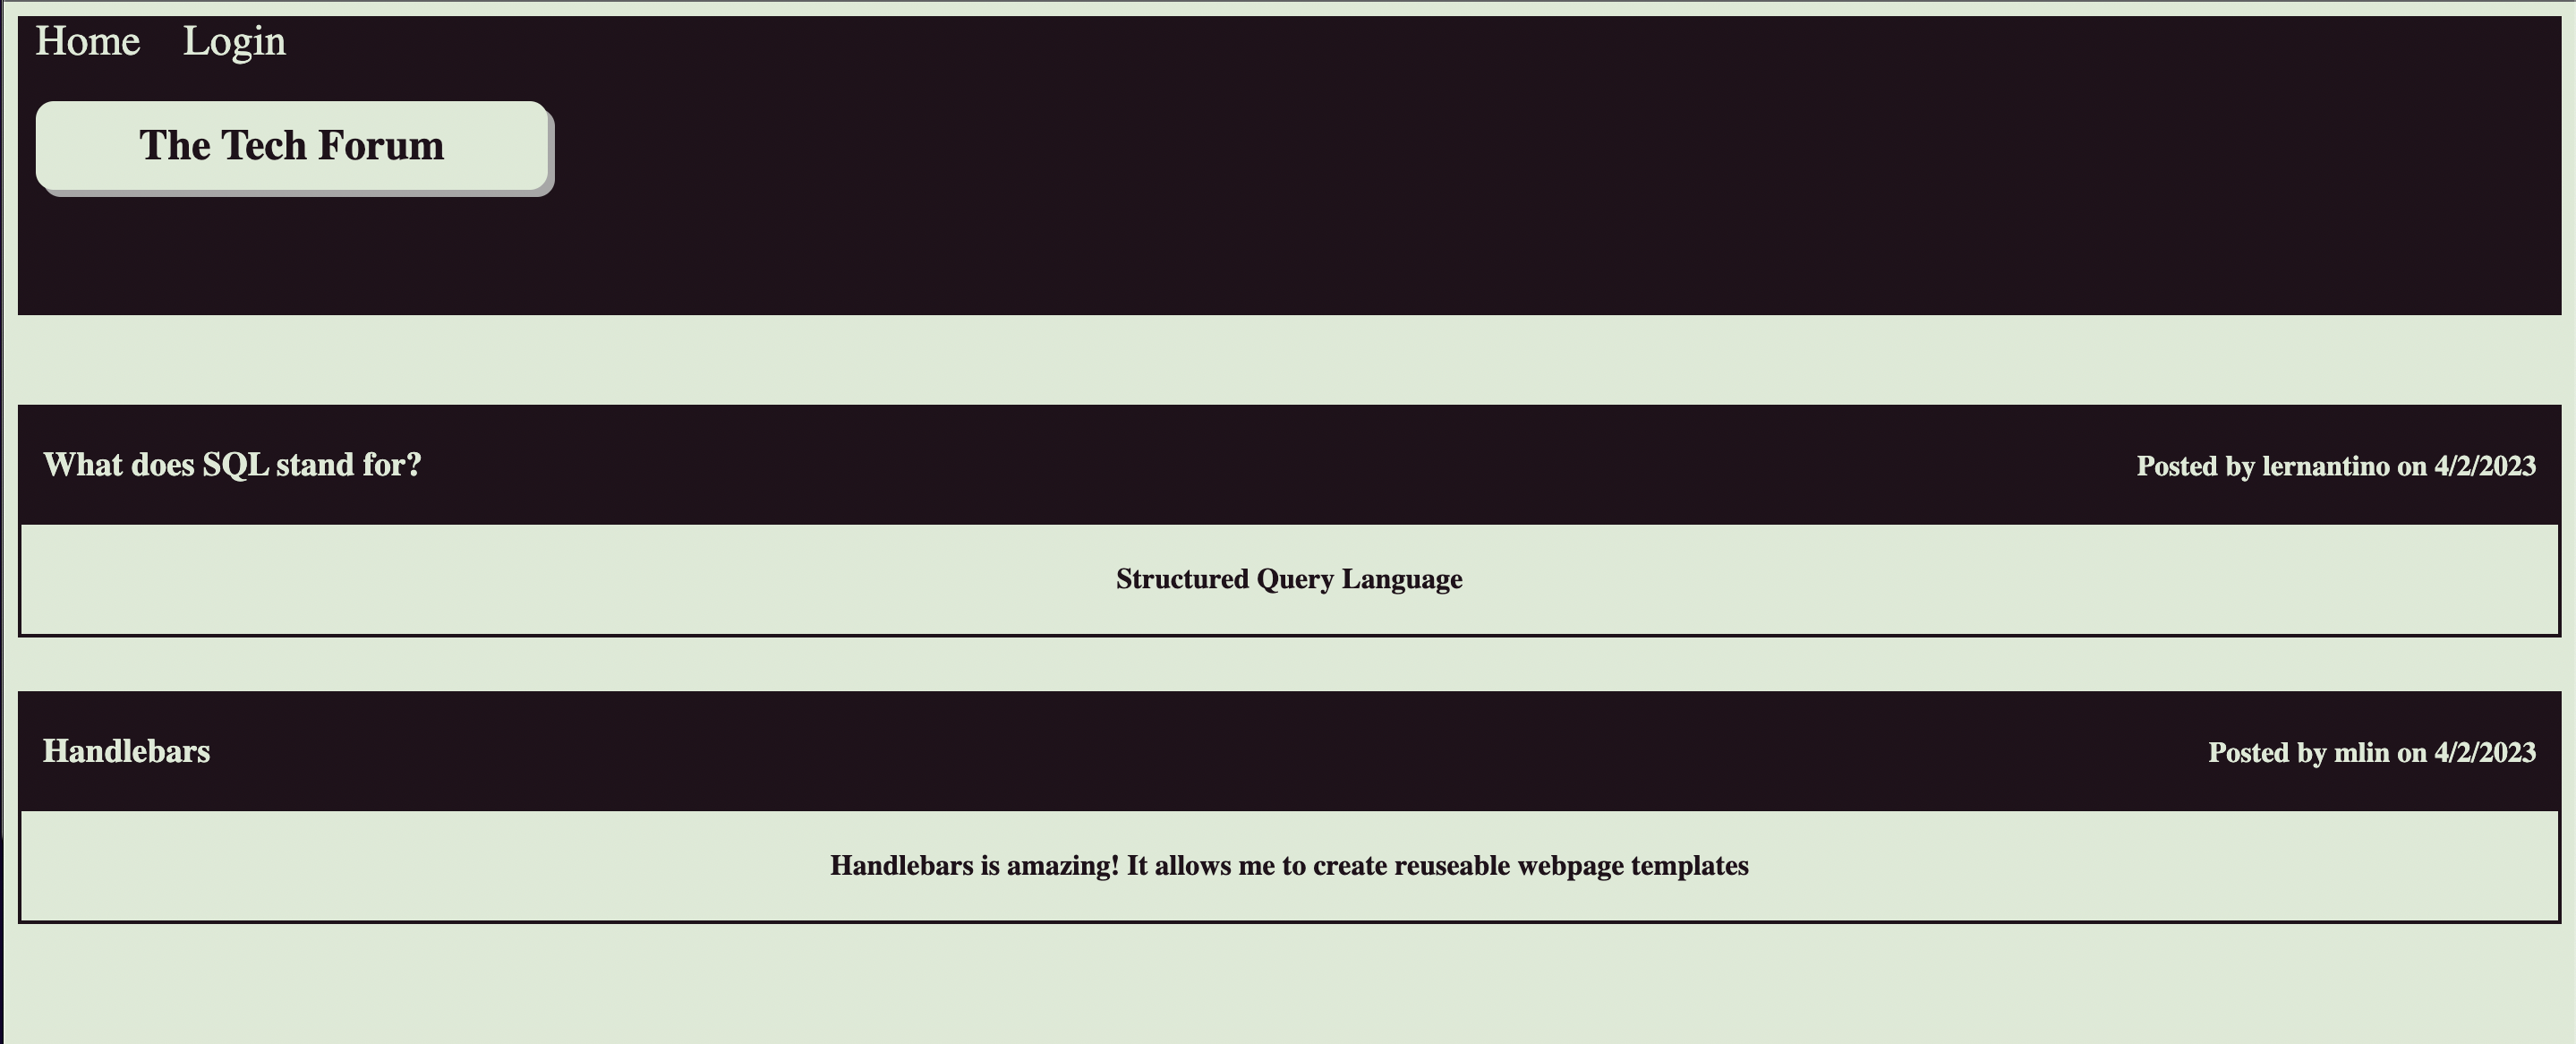 Home Login
The Tech Forum
What does SQL stand for? Posted by lernantino on 4/2/2023
Structured Query Language
Handlebars Posted by mlin on 4/2/2023
Handlebars is amazing! It allows me to create reuseable webpage templates